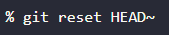 % git reset HEAD~